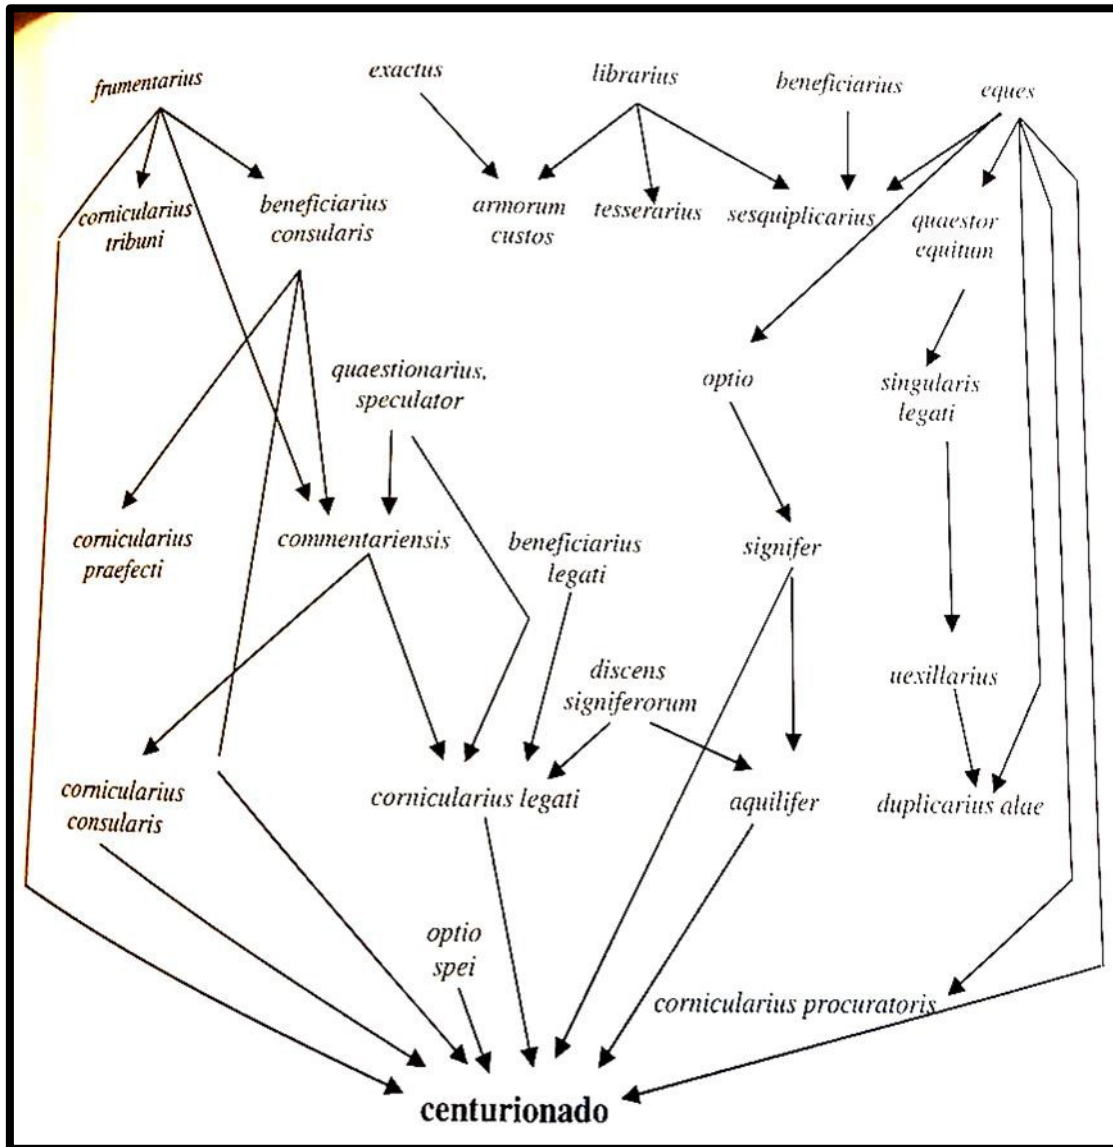 frumentarius
exactus
librarius
beneficiarius
eques
cornicularius
tribuni
beneficiarius
consularis
armorum
custos
tesserarius
sesquiplicarius
quaestor
equitum
quaestionarius,
speculator
optio
singularis
legati
cornicularius
praefecti
commentariensis
beneficiarius
legati
signifer
discens
signiferorum
uexillarius
cornicularius
consularis
cornicularius legati
aquilifer
duplicarius alae
optio
spei
cornicularius procuratoris
centurionado